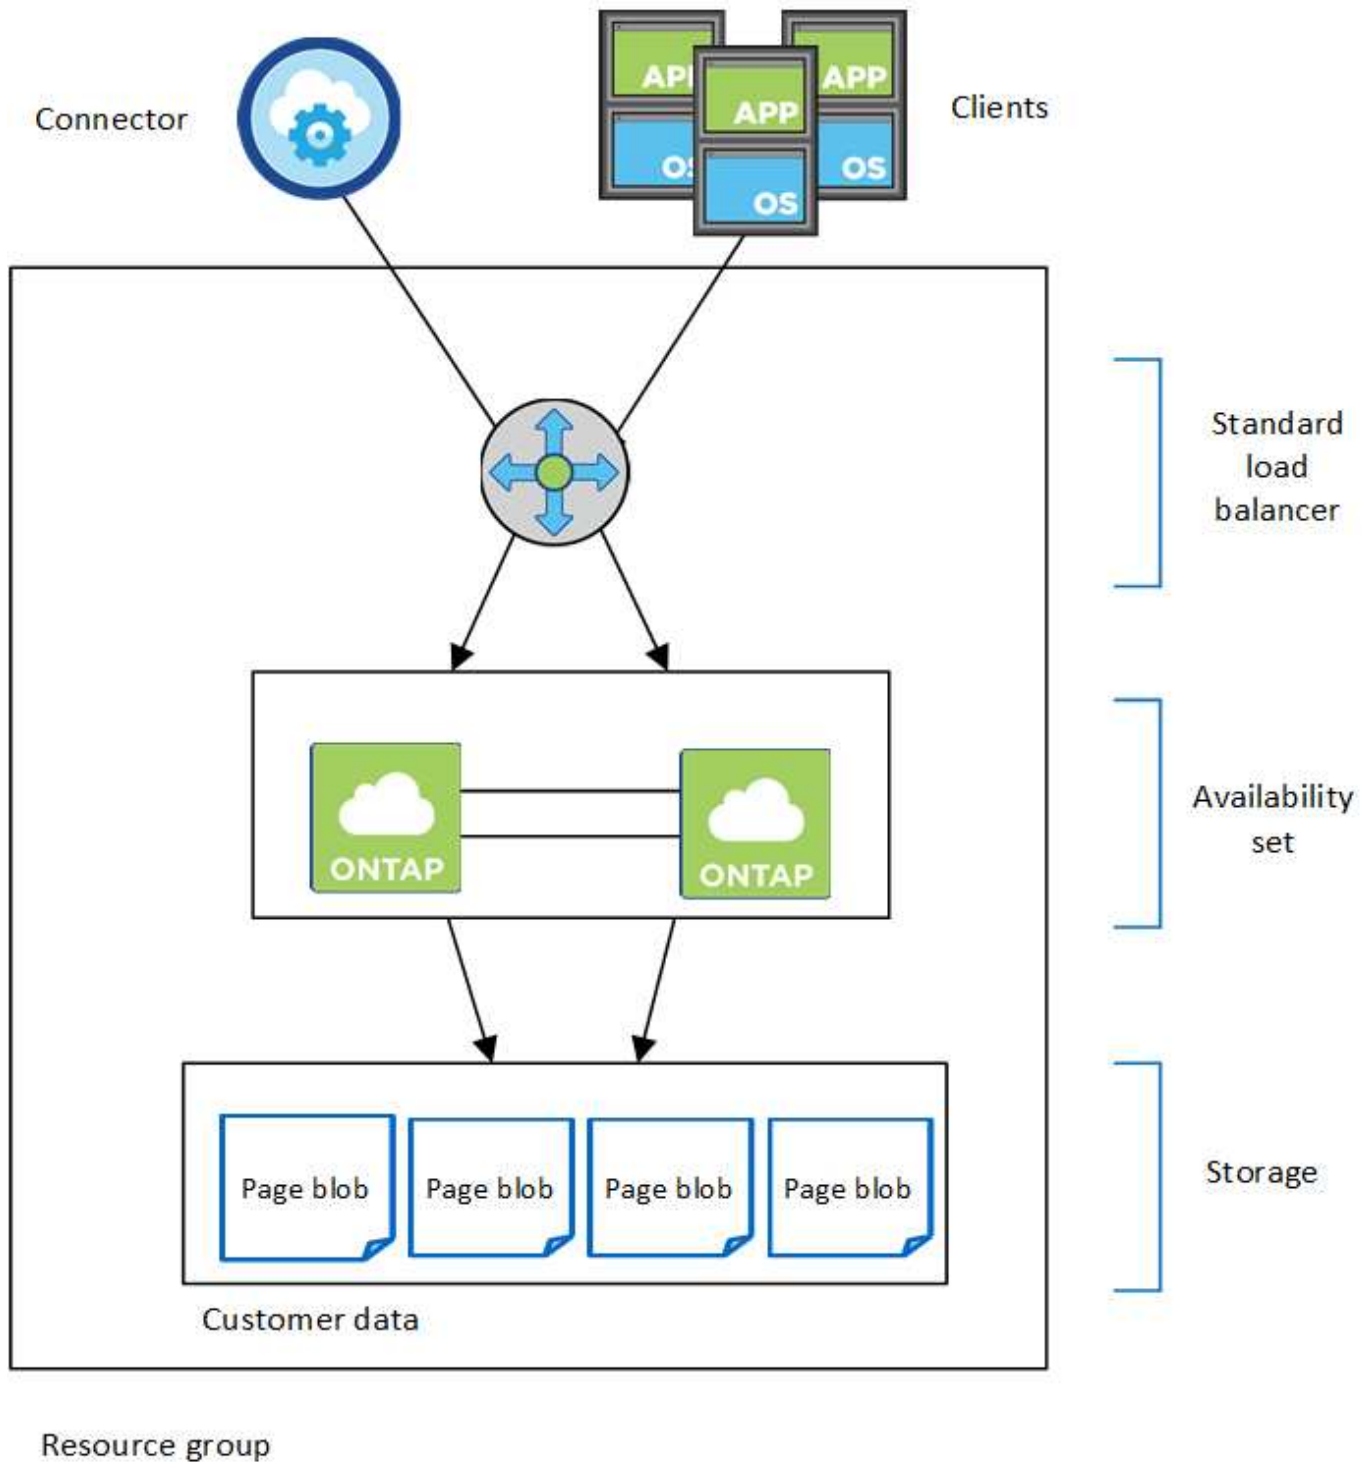 Connector
APP
APP
APP
Clients
OS
OS
OS
Standard
load
balancer
ONTAP
ONTAP
Availability
set
Page blob
Page blob
Page blob
Page blob
Storage
Customer data
Resource group